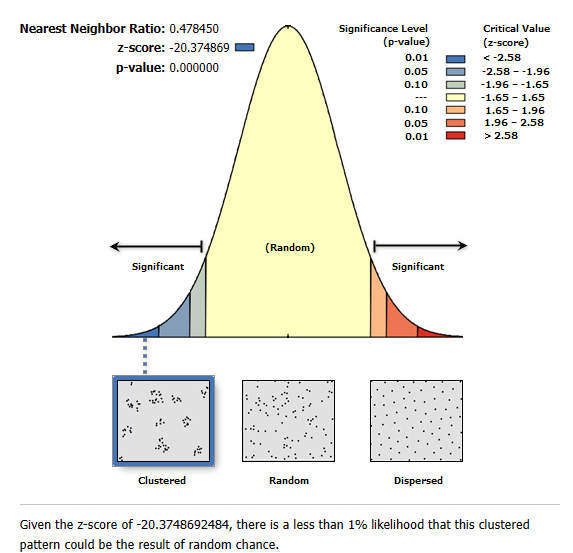 Nearest Neighbor Ratio: 0.478450
z-score: -20.374869
p-value: 0.000000
Significance Level
(p-value)
Critical Value
(z-score)
0.01 < -2.58
0.05 -2.58 – -1.96
0.10 -1.96 – -1.65
--- -1.65 – 1.65
0.10 1.65 – 1.96
0.05 1.96 – 2.58
0.01 > 2.58
(Random)
Significant
Significant
Clustered
Random
Dispersed
Given the z-score of -20.3748692484, there is a less than 1% likelihood that this clustered
pattern could be the result of random chance.